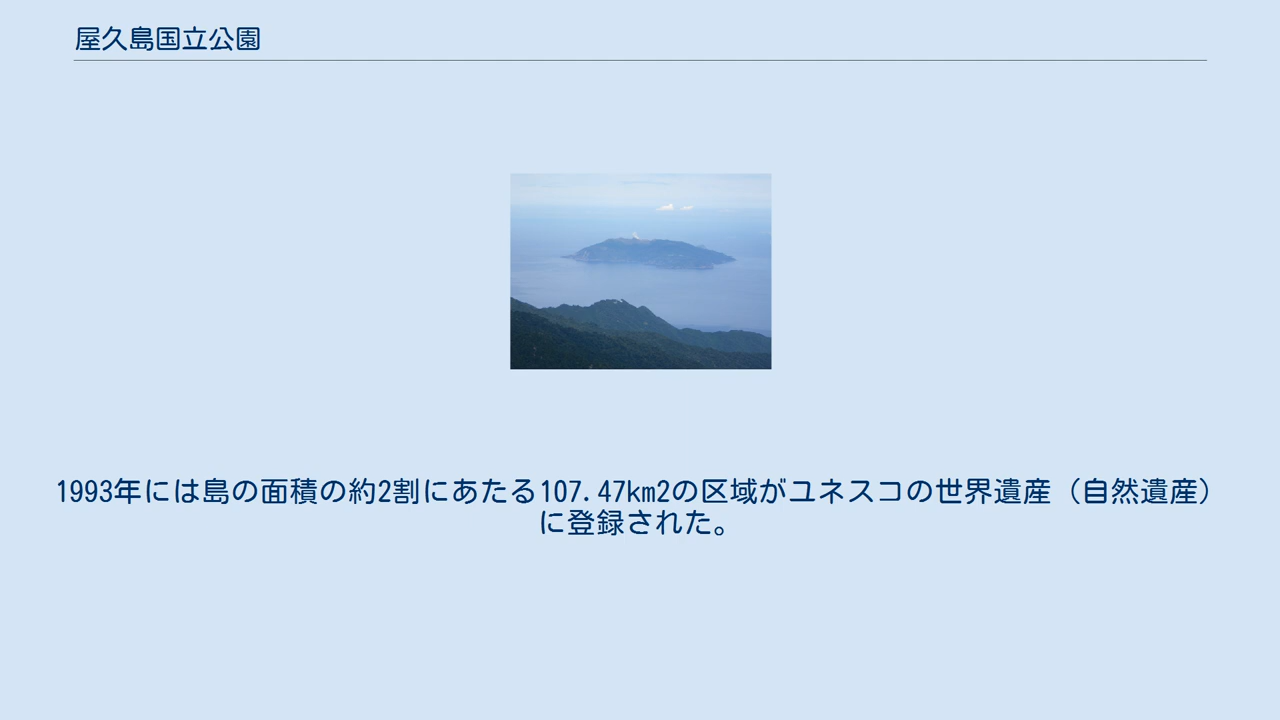 屋久島国立公園
1993年には島の面積の約2割にあたる107.47km2の区域がユネスコの世界遺産（自然遺産）
に登録された。